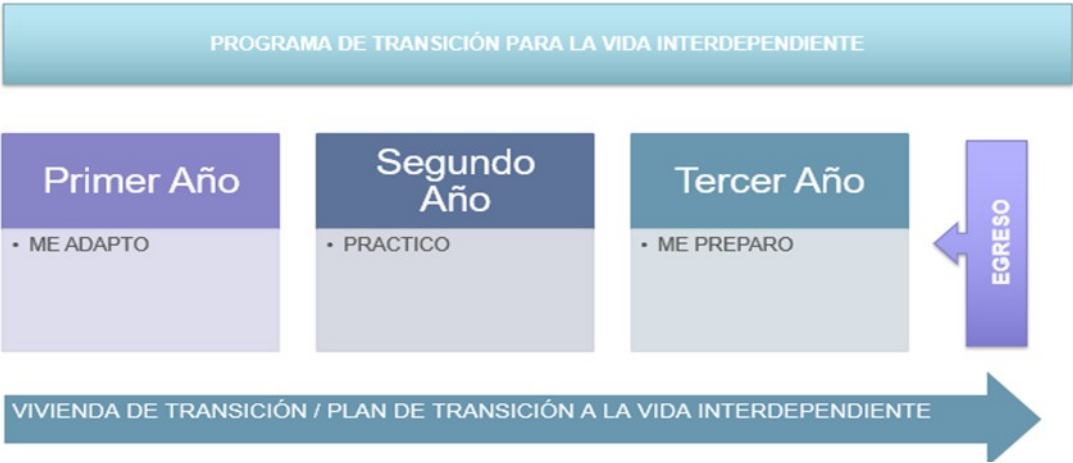 PROGRAMA DE TRANSICIÓN PARA LA VIDA INTERDEPENDIENTE
Primer Año
• ME ADAPTO
Segundo
Año
• PRACTICO
Tercer Año
• ME PREPARO
EGRESO
VIVIENDA DE TRANSICIÓN / PLAN DE TRANSICIÓN A LA VIDA INTERDEPENDIENTE